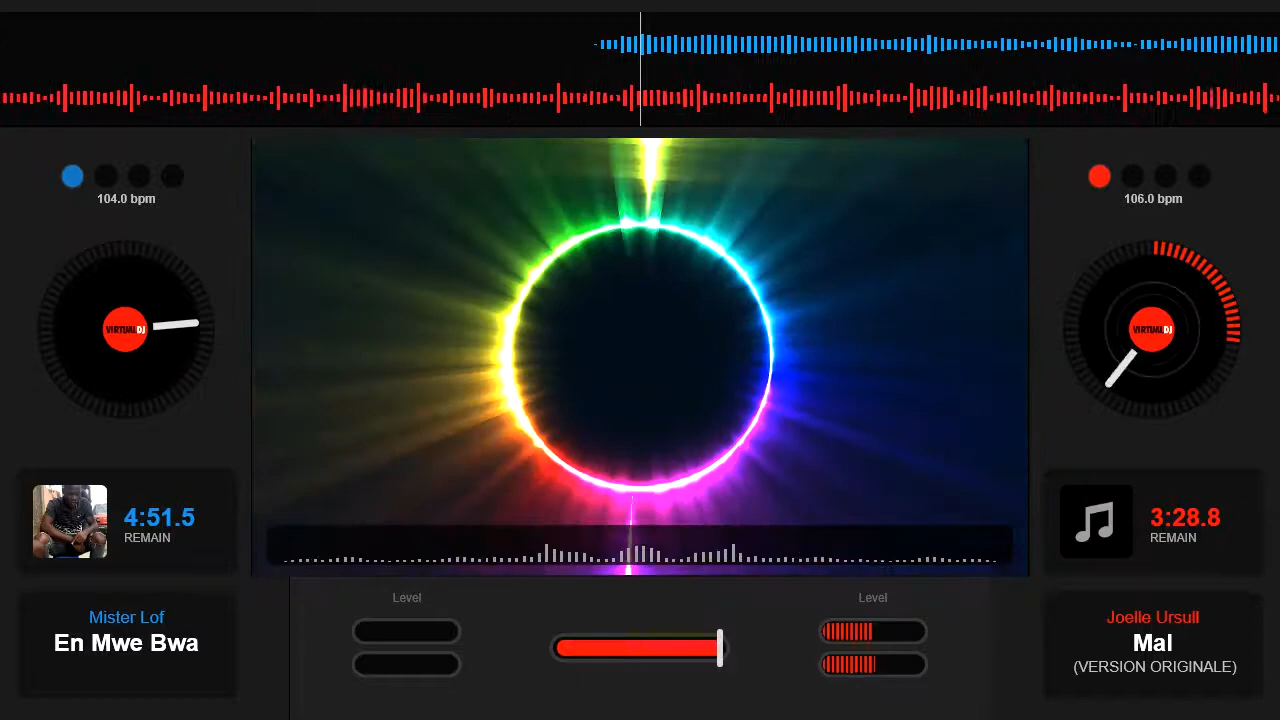 104.0 bpm
VIRTUALDJ
4:51.5
REMAIN
Mister Lof
En Mwe Bwa
Level
Level
106.0 bpm
VIRTUALDJ
3:28.8
REMAIN
Joelle Ursull
Mal
(VERSION ORIGINALE)